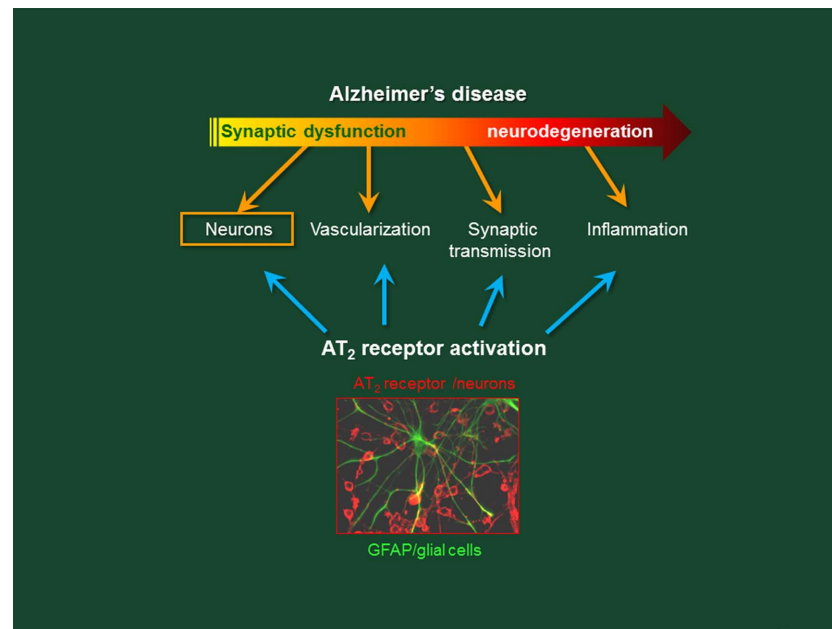 Alzheimer’s disease
Synaptic dysfunction neurodegeneration
Neurons Vascularization Synaptic transmission Inflammation
AT₂ receptor activation
AT₂ receptor /neurons
GFAP/glial cells